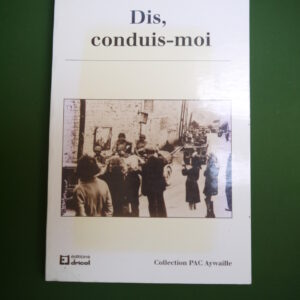 Dis,
conduis-moi
éditions
dricot
Collection PAC Aywaille